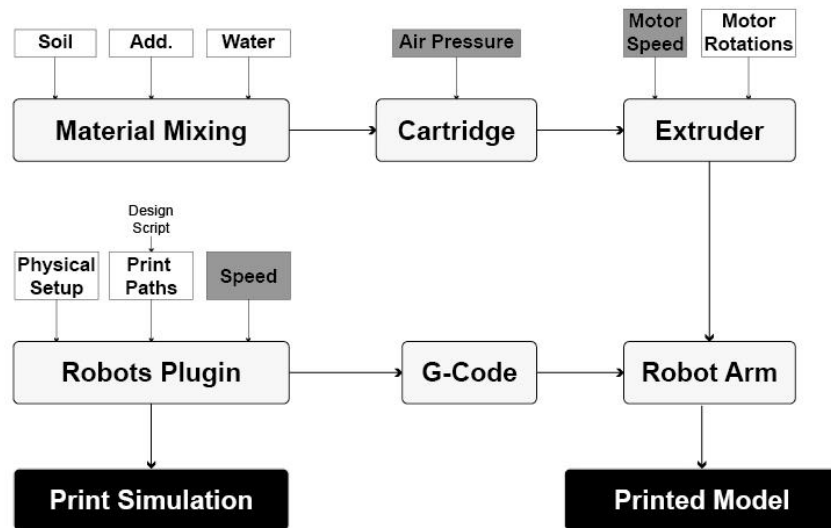 Soil
Add.
Water
Air Pressure
Motor
Speed
Motor
Rotations
Material Mixing
Cartridge
Extruder
Design
Script
Physical
Setup
Print
Paths
Speed
Robots Plugin
G-Code
Robot Arm
Print Simulation
Printed Model